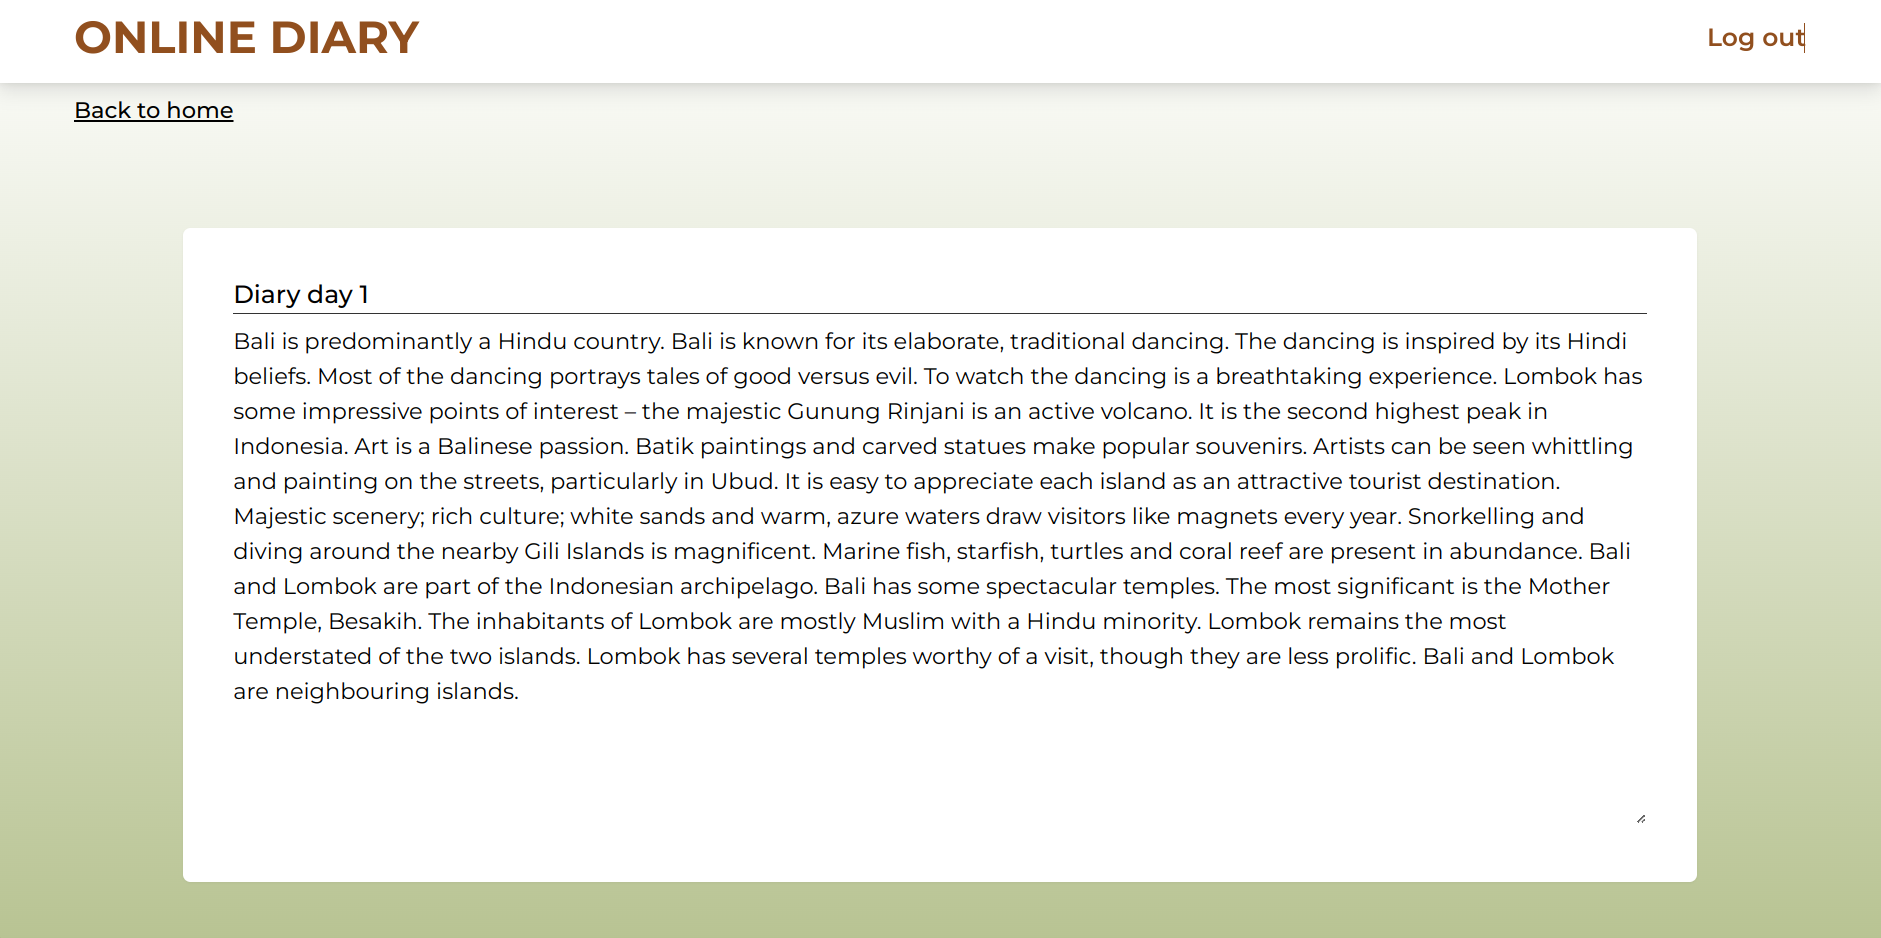 ONLINE DIARY
Log out
Back to home
Diary day 1
Bali is predominantly a Hindu country. Bali is known for its elaborate, traditional dancing. The dancing is inspired by its Hindi
beliefs. Most of the dancing portrays tales of good versus evil. To watch the dancing is a breathtaking experience. Lombok has
some impressive points of interest – the majestic Gunung Rinjani is an active volcano. It is the second highest peak in
Indonesia. Art is a Balinese passion. Batik paintings and carved statues make popular souvenirs. Artists can be seen whittling
and painting on the streets, particularly in Ubud. It is easy to appreciate each island as an attractive tourist destination.
Majestic scenery; rich culture; white sands and warm, azure waters draw visitors like magnets every year. Snorkelling and
diving around the nearby Gili Islands is magnificent. Marine fish, starfish, turtles and coral reef are present in abundance. Bali
and Lombok are part of the Indonesian archipelago. Bali has some spectacular temples. The most significant is the Mother
Temple, Besakih. The inhabitants of Lombok are mostly Muslim with a Hindu minority. Lombok remains the most
understated of the two islands. Lombok has several temples worthy of a visit, though they are less prolific. Bali and Lombok
are neighbouring islands.